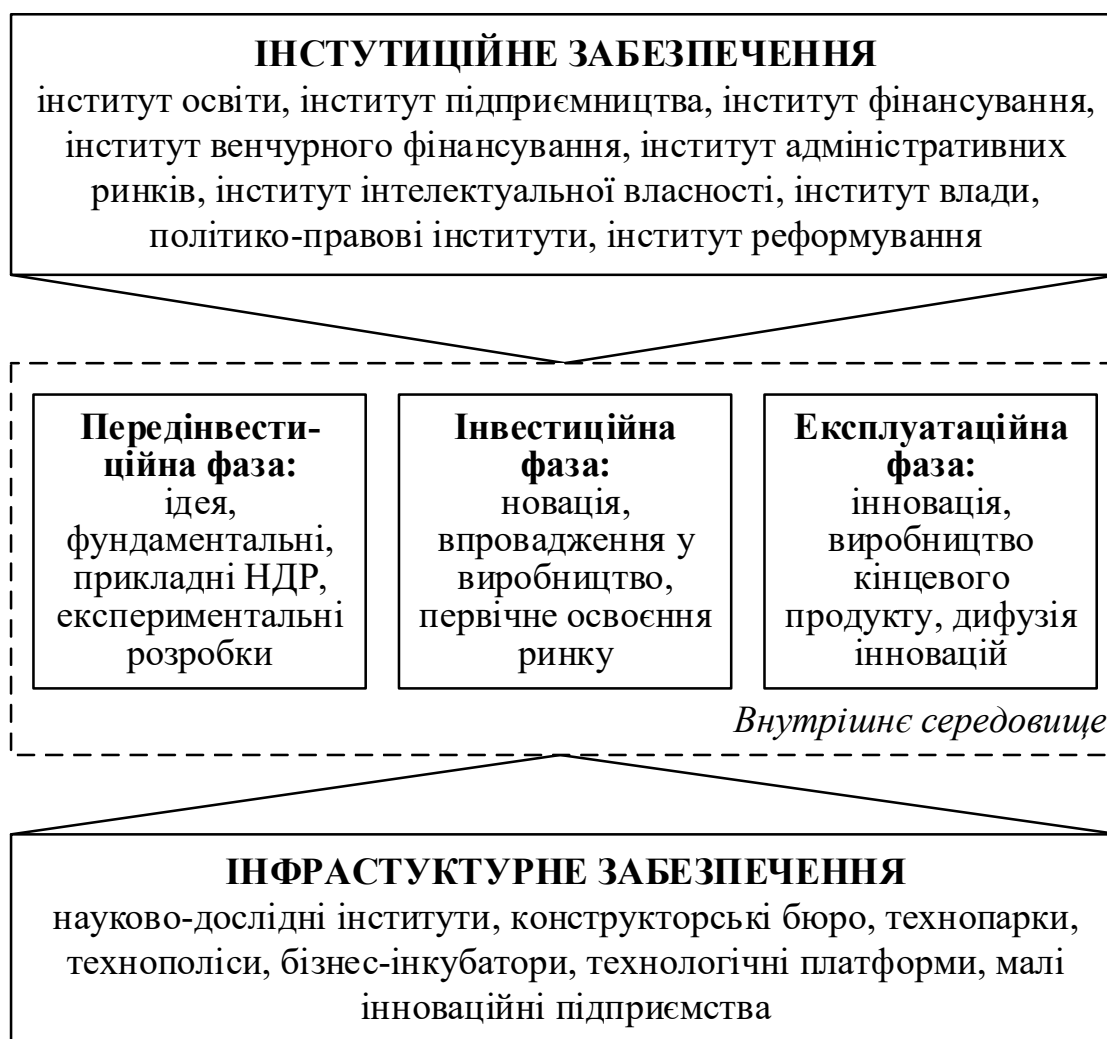 ІНСТУТИЦІЙНЕ ЗАБЕЗПЕЧЕННЯ
інститут освіти, інститут підприємництва, інститут фінансування,
інститут венчурного фінансування, інститут адміністративних
ринків, інститут інтелектуальної власності, інститут влади,
політико-правові інститути, інститут реформування
Передінвести-
ційна фаза:
ідея,
фундаментальні,
прикладні НДР,
експериментальні
розробки
Інвестиційна
фаза:
новація,
впровадження у
виробництво,
первічне освоєння
ринку
Експлуатаційна
фаза:
інновація,
виробництво
кінцевого
продукту, дифузія
інновацій
Внутрішнє середовище
ІНФРАСТУКТУРНЕ ЗАБЕЗПЕЧЕННЯ
науково-дослідні інститути, конструкторські бюро, технопарки,
технополіси, бізнес-інкубатори, технологічні платформи, малі
інноваційні підприємства